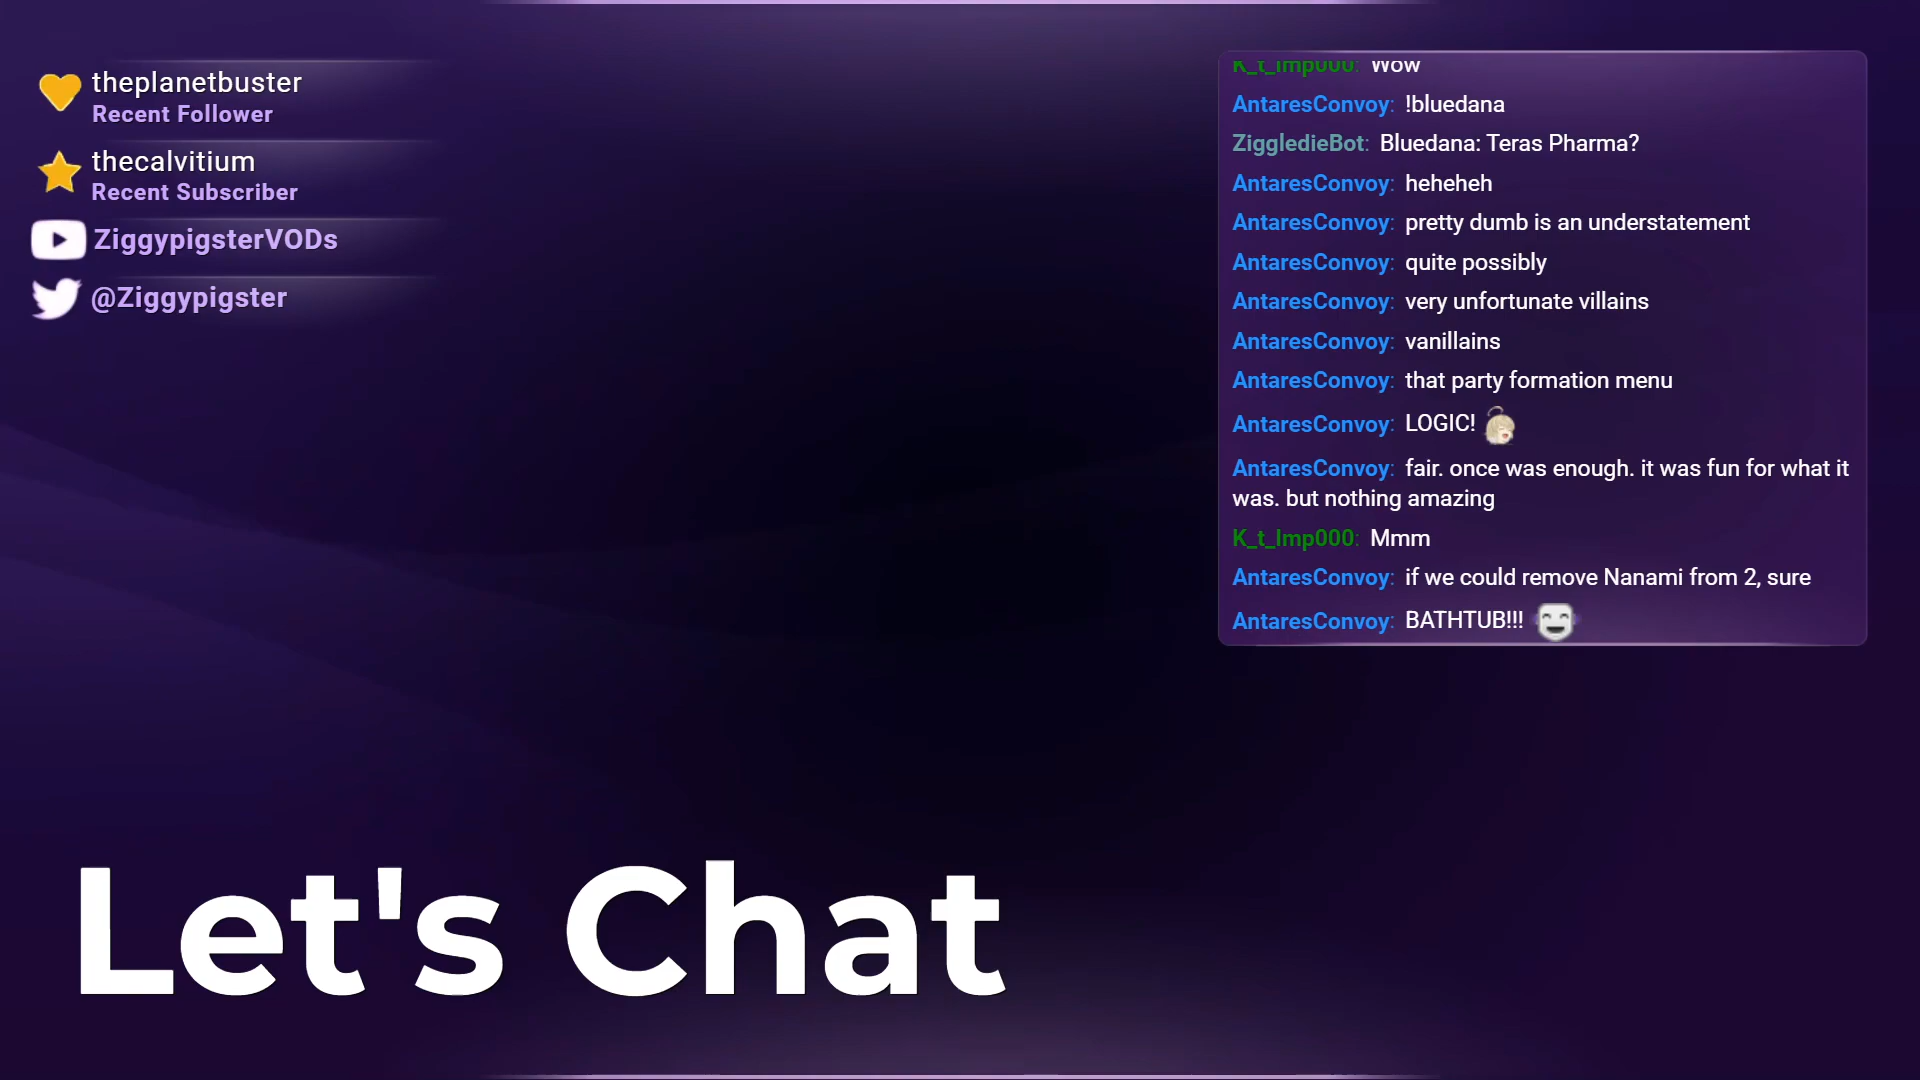 theplanetbuster
Recent Follower
thecalvitium
Recent Subscriber
ZiggypigsterVODs
@Ziggypigster
K_t_Imp000: Wow
AntaresConvoy: !bluedana
ZiggledieBot: Bluedana: Teras Pharma?
AntaresConvoy: heheheh
AntaresConvoy: pretty dumb is an understatement
AntaresConvoy: quite possibly
AntaresConvoy: very unfortunate villains
AntaresConvoy: vanillains
AntaresConvoy: that party formation menu
AntaresConvoy: LOGIC!
AntaresConvoy: fair. once was enough. it was fun for what it
was. but nothing amazing
K_t_Imp000: Mmm
AntaresConvoy: if we could remove Nanami from 2, sure
AntaresConvoy: BATHTUB!!!
Let's Chat